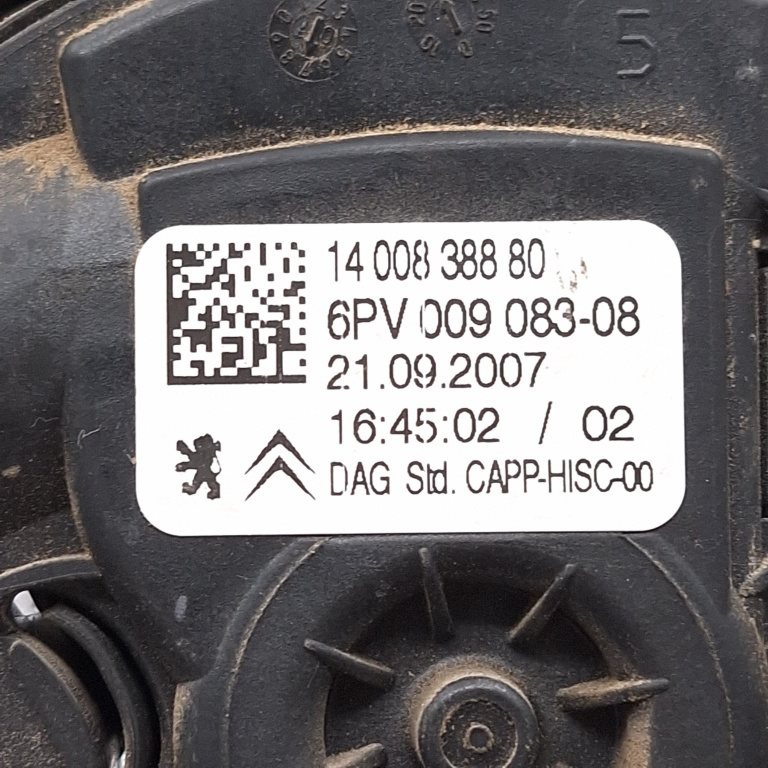 5
14 008 388 80
6PV 009 083-08
21.09.2007
16:45:02 / 02
DAG Std. CAPP-HISC-00